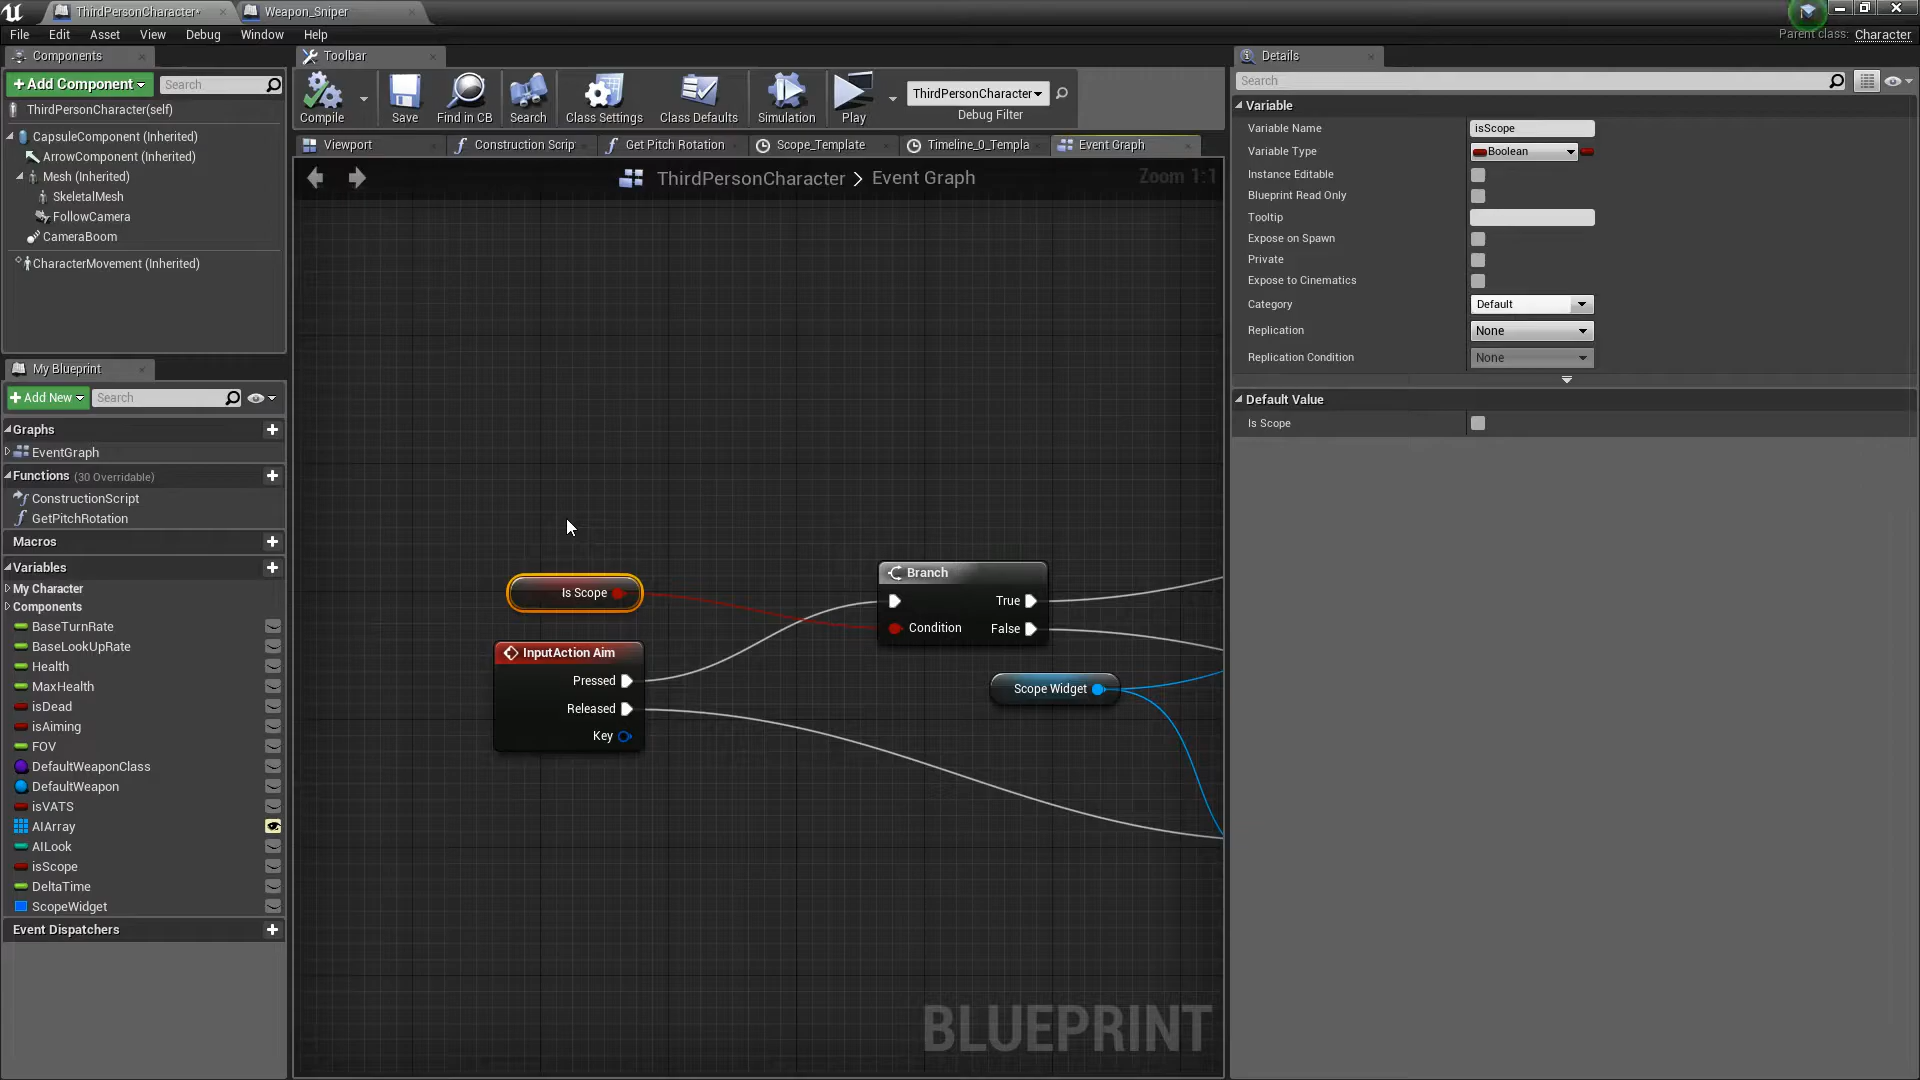 ThirdPersonCharacter*
Weapon_Sniper
File Edit Asset View Debug Window Help
Parent class: Character
Components
Add Component
Search
ThirdPersonCharacter(self)
CapsuleComponent (Inherited)
ArrowComponent (Inherited)
Mesh (Inherited)
SkeletalMesh
FollowCamera
CameraBoom
CharacterMovement (Inherited)
My Blueprint
Add New
Search
Graphs
EventGraph
Functions (30 Overridable)
ConstructionScript
GetPitchRotation
Macros
Variables
My Character
Components
BaseTurnRate
BaseLookUpRate
Health
MaxHealth
isDead
isAiming
FOV
DefaultWeaponClass
DefaultWeapon
isVATS
AIArray
AILook
isScope
DeltaTime
ScopeWidget
Event Dispatchers
Toolbar
Compile
Save
Find in CB
Search
Class Settings
Class Defaults
Simulation
Play
ThirdPersonCharacter
Debug Filter
Viewport
Construction Scrip
Get Pitch Rotation
Scope_Template
Timeline_0_Templa
Event Graph
ThirdPersonCharacter > Event Graph
Zoom 1:1
Is Scope
InputAction Aim
Pressed
Released
Key
Branch
True
Condition
False
Scope Widget
BLUEPRINT
Details
Search
Variable
Variable Name
isScope
Variable Type
Boolean
Instance Editable
Blueprint Read Only
Tooltip
Expose on Spawn
Private
Expose to Cinematics
Category
Default
Replication
None
Replication Condition
None
Default Value
Is Scope